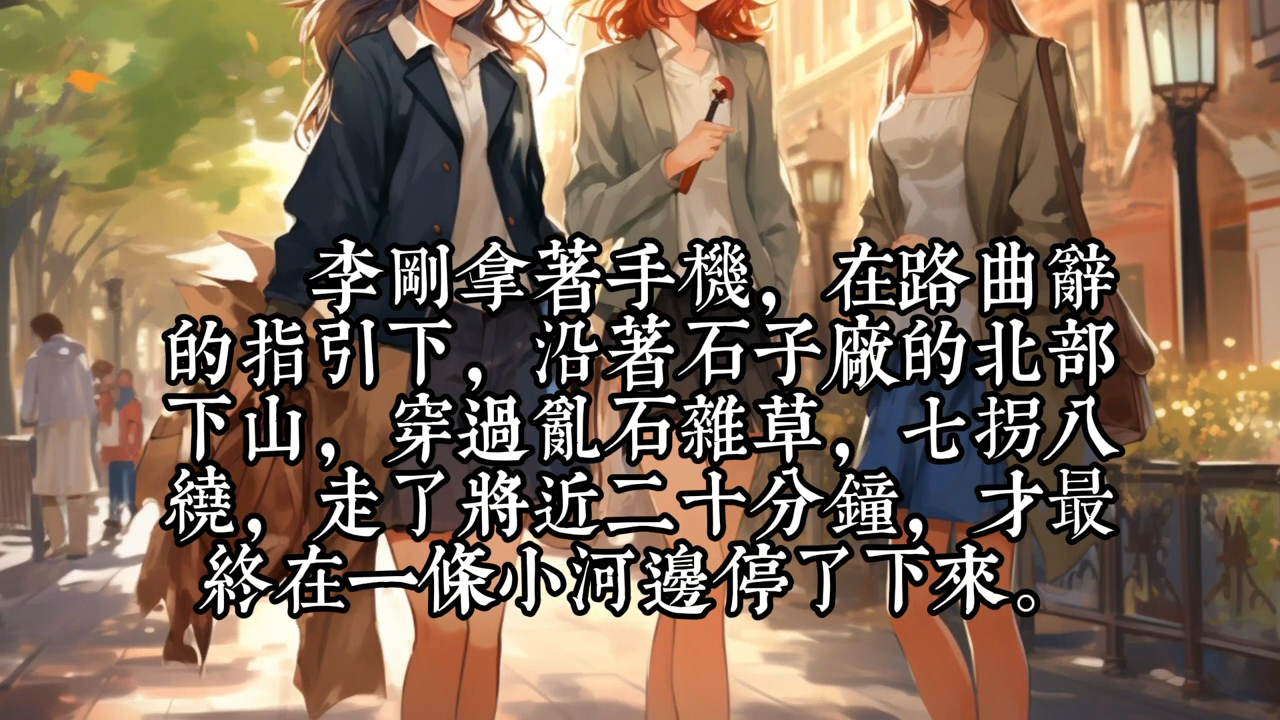 李剛拿著手機，在路曲辭
的指引下，沿著石子廠的北部
下山，穿過亂石雜草，七拐八
繞，走了將近二十分鐘，才最
終在一條小河邊停了下來。